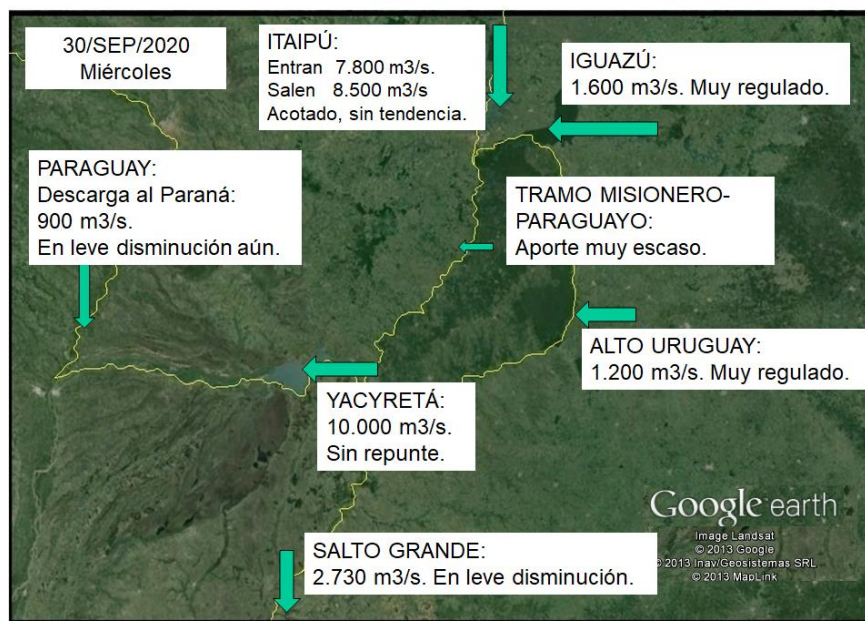 30/SEP/2020
Miércoles
ITAIPÚ:
Entran 7.800 m3/s.
Salen 8.500 m3/s
Acotado, sin tendencia.
IGUAZÚ:
1.600 m3/s. Muy regulado.
PARAGUAY:
Descarga al Paraná:
900 m3/s.
En leve disminución aún.
TRAMO MISIONERO-
PARAGUAYO:
Aporte muy escaso.
ALTO URUGUAY:
1.200 m3/s. Muy regulado.
YACYRETÁ:
10.000 m3/s.
Sin repunte.
SALTO GRANDE:
2.730 m3/s. En leve disminución.
Google earth
Image Landsat
© 2013 Google
© 2013 Inav/Geosistemas SRL
© 2013 MapLink